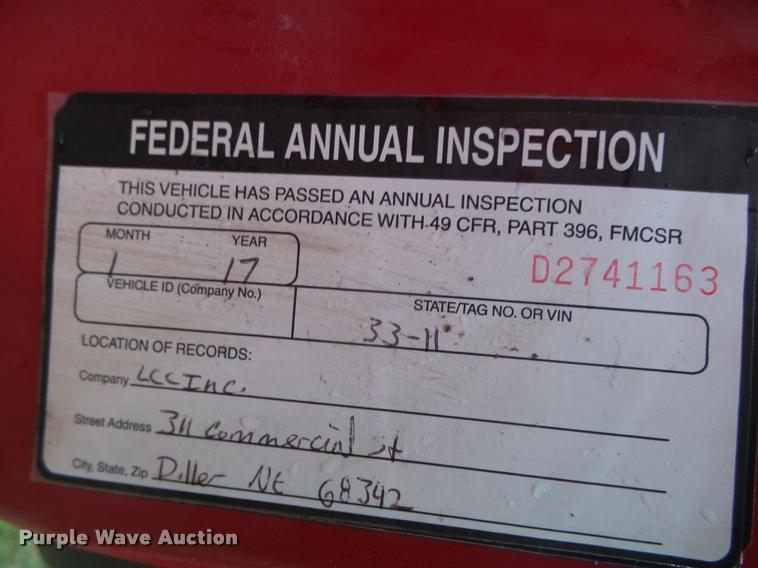 FEDERAL ANNUAL INSPECTION
THIS VEHICLE HAS PASSED AN ANNUAL INSPECTION
CONDUCTED IN ACCORDANCE WITH 49 CFR, PART 396, FMCSR
MONTH YEAR
1 17
D2741163
VEHICLE ID (Company No.)
STATE/TAG NO. OR VIN
33-11
LOCATION OF RECORDS:
Company LCC Inc.
Street Address 311 commercial st
City, State, Zip Diller NE 68342
Purple Wave Auction